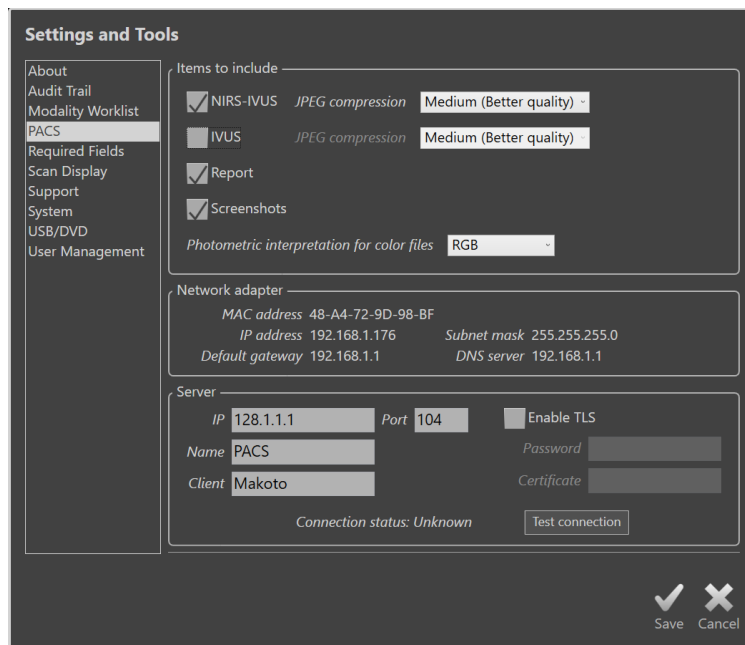 Settings and Tools
About
Audit Trail
Modality Worklist
PACS
Required Fields
Scan Display
Support
System
USB/DVD
User Management
Items to include
NIRS-IVUS JPEG compression Medium (Better quality)
IVUS JPEG compression Medium (Better quality)
Report
Screenshots
Photometric interpretation for color files RGB
Network adapter
MAC address 48-A4-72-9D-98-BF
IP address 192.168.1.176 Subnet mask 255.255.255.0
Default gateway 192.168.1.1 DNS server 192.168.1.1
Server
IP 128.1.1.1 Port 104 Enable TLS
Name PACS Password
Client Makoto Certificate
Connection status: Unknown Test connection
Save Cancel